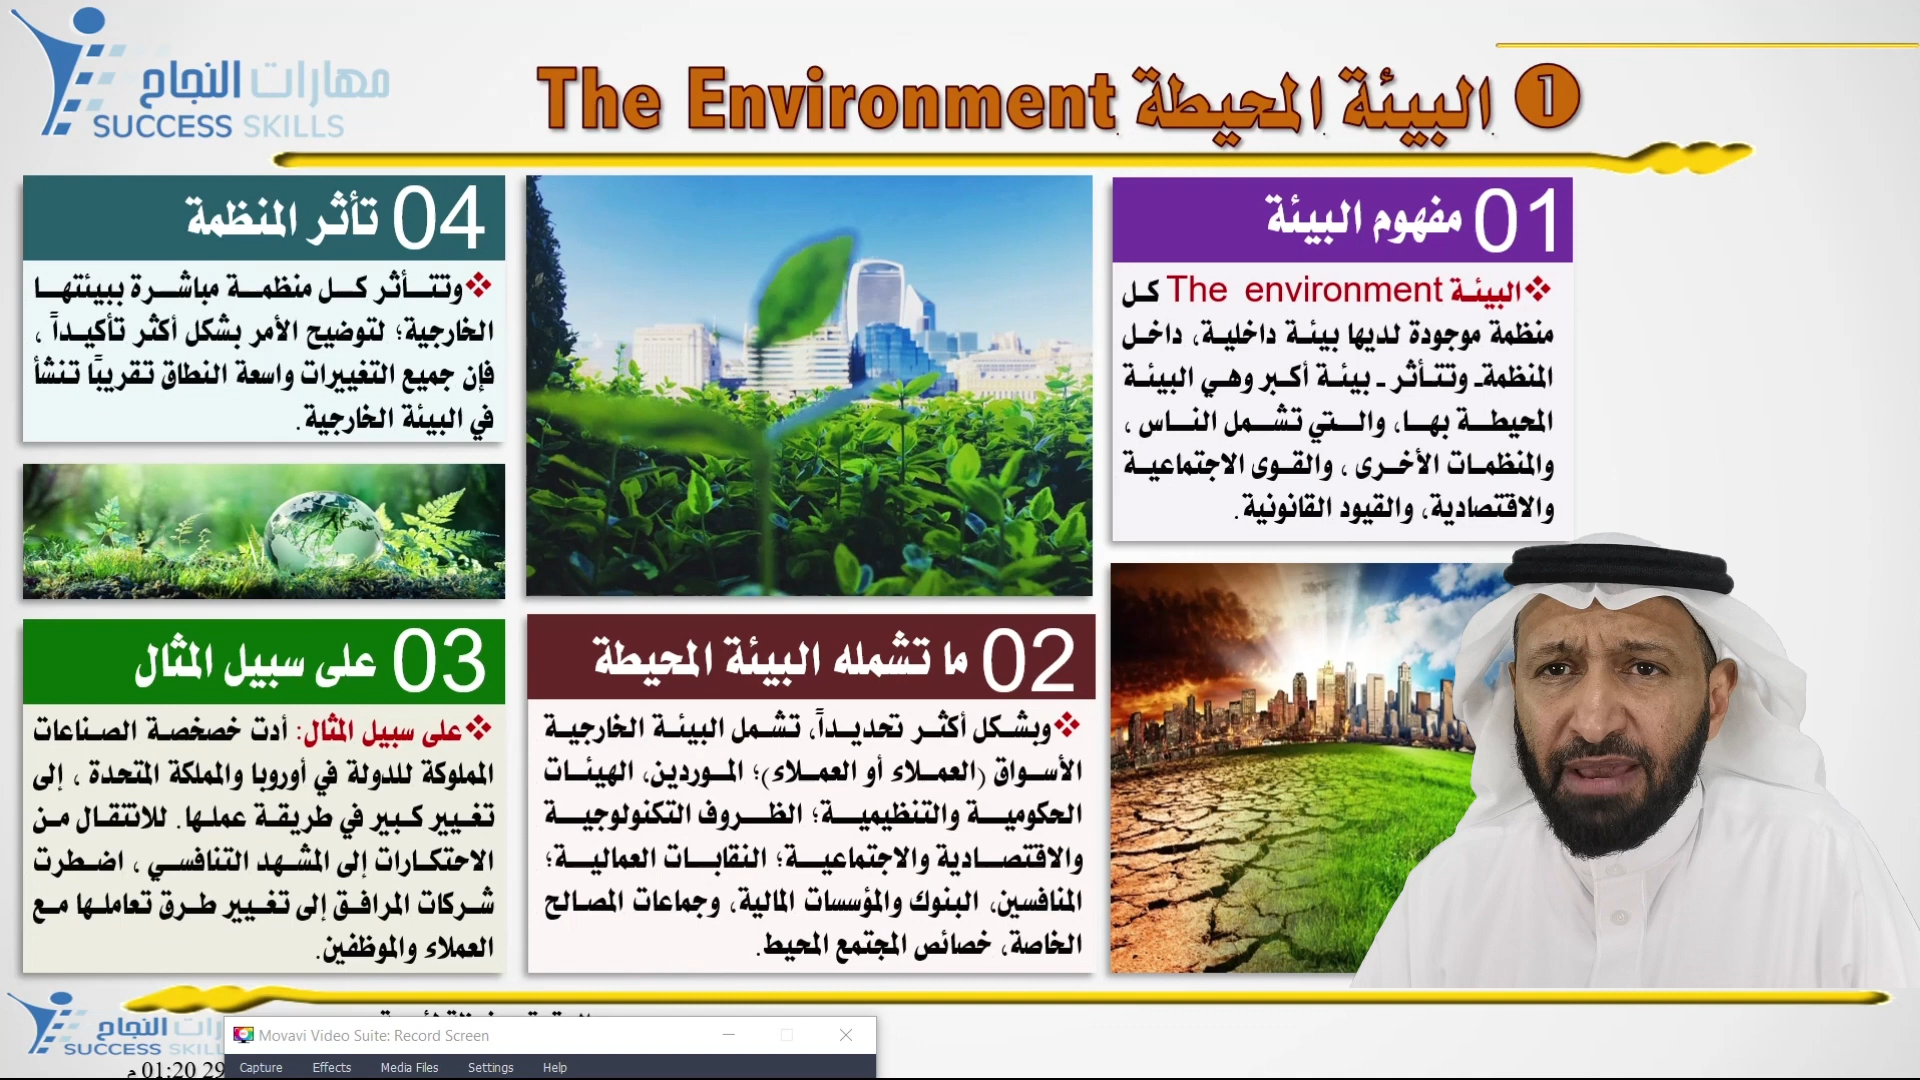 مهارات النجاح
SUCCESS SKILLS
❶ البيئة المحيطة The Environment
01 مفهوم البيئة
❖البيئة The environment كل
منظمة موجودة لديها بيئة داخلية، داخل
المنظمة- وتتأثر - بيئة أكبر وهي البيئة
المحيطة بها، والتي تشمل الناس ،
والمنظمات الأخرى ، والقوى الاجتماعية
والاقتصادية، والقيود القانونية.
02 ما تشمله البيئة المحيطة
❖وبشكل أكثر تحديداً، تشمل البيئة الخارجية
الأسواق (العملاء أو العملاء)؛ الموردين، الهيئات
الحكومية والتنظيمية؛ الظروف التكنولوجية
والاقتصادية والاجتماعية؛ النقابات العمالية؛
المنافسين، البنوك والمؤسسات المالية، وجماعات المصالح
الخاصة، خصائص المجتمع المحيط.
03 على سبيل المثال
❖على سبيل المثال: أدت خصخصة الصناعات
المملوكة للدولة في أوروبا والمملكة المتحدة ، إلى
تغيير كبير في طريقة عملها. للانتقال من
الاحتكارات إلى المشهد التنافسي ، اضطرت
شركات المرافق إلى تغيير طرق تعاملها مع
العملاء والموظفين.
04 تأثر المنظمة
❖وتتأثر كل منظمة مباشرة ببيئتها
الخارجية؛ لتوضيح الأمر بشكل أكثر تأكيداً ،
فإن جميع التغييرات واسعة النطاق تقريبًا تنشأ
في البيئة الخارجية.
النجاح
SUCCESS SKILL
01:20 29 م
Movavi Video Suite: Record Screen
Capture Effects Media Files Settings Help